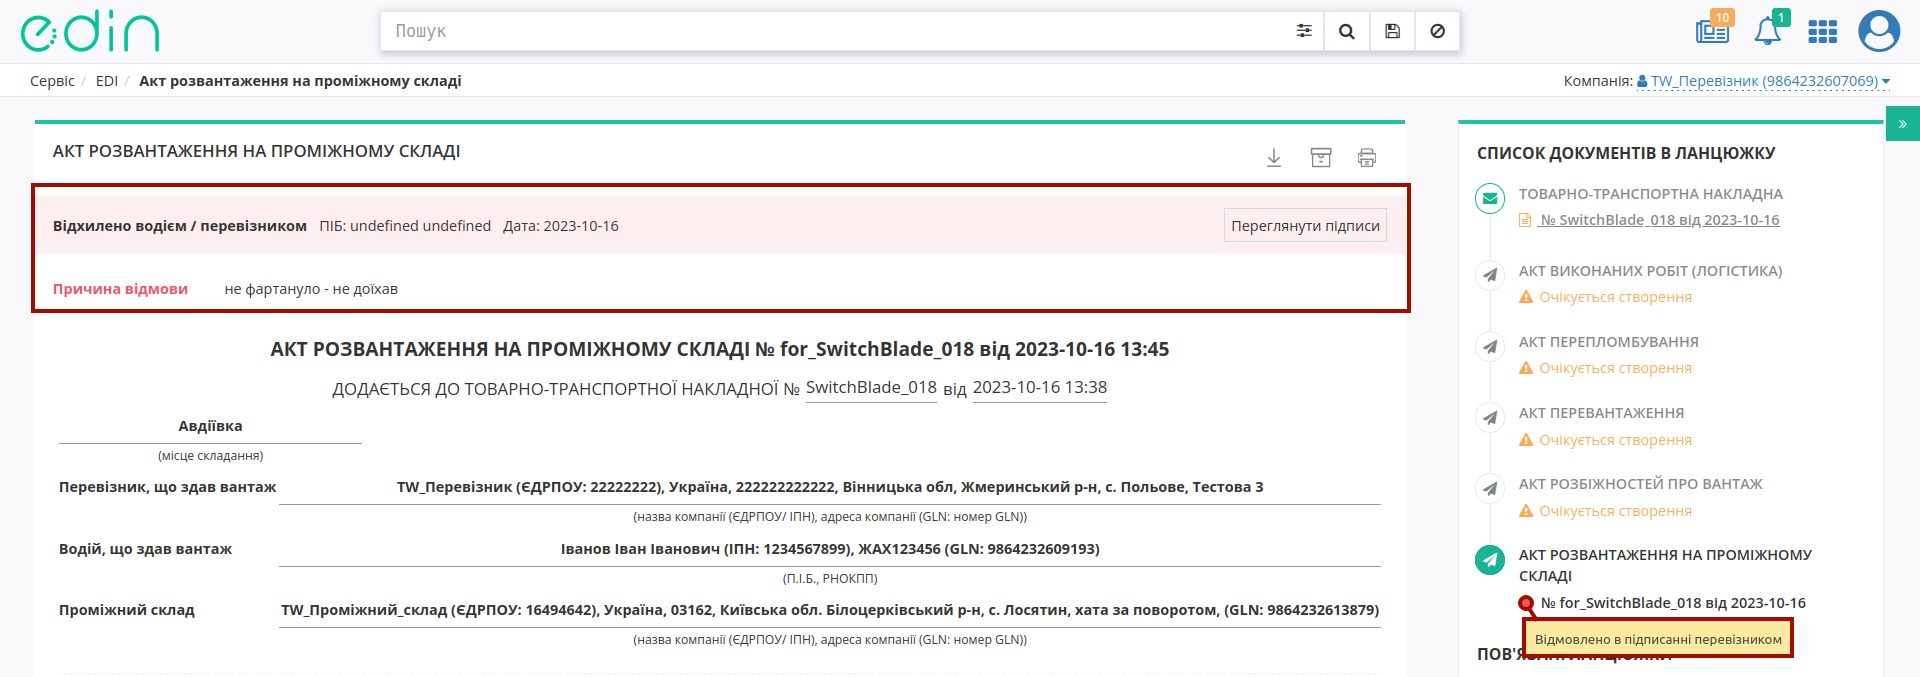 edin
Пошук
10
1
Сервіс / EDI / Акт розвантаження на проміжному складі
Компанія: TW_Перевізник (9864232607069)
»
АКТ РОЗВАНТАЖЕННЯ НА ПРОМІЖНОМУ СКЛАДІ
Відхилено водієм / перевізником ПІБ: undefined undefined Дата: 2023-10-16
Переглянути підписи
Причина відмови не фартануло - не доїхав
АКТ РОЗВАНТАЖЕННЯ НА ПРОМІЖНОМУ СКЛАДІ № for_SwitchBlade_018 від 2023-10-16 13:45
ДОДАЄТЬСЯ ДО ТОВАРНО-ТРАНСПОРТНОЇ НАКЛАДНОЇ № SwitchBlade_018 від 2023-10-16 13:38
Авдіївка
(місце складання)
Перевізник, що здав вантаж TW_Перевізник (ЄДРПОУ: 22222222), Україна, 222222222222, Вінницька обл, Жмеринський р-н, с. Польове, Тестова 3
(назва компанії (ЄДРПОУ/ ІПН), адреса компанії (GLN: номер GLN))
Водій, що здав вантаж Іванов Іван Іванович (ІПН: 1234567899), ЖАХ123456 (GLN: 9864232609193)
(П.І.Б., РНОКПП)
Проміжний склад TW_Проміжний_склад (ЄДРПОУ: 16494642), Україна, 03162, Київська обл. Білоцерківський р-н, с. Лосятин, хата за поворотом, (GLN: 9864232613879)
(назва компанії (ЄДРПОУ/ ІПН), адреса компанії (GLN: номер GLN))
СПИСОК ДОКУМЕНТІВ В ЛАНЦЮЖКУ
ТОВАРНО-ТРАНСПОРТНА НАКЛАДНА
№ SwitchBlade_018 від 2023-10-16
АКТ ВИКОНАНИХ РОБІТ (ЛОГІСТИКА)
Очікується створення
АКТ ПЕРЕПЛОМБУВАННЯ
Очікується створення
АКТ ПЕРЕВАНТАЖЕННЯ
Очікується створення
АКТ РОЗБІЖНОСТЕЙ ПРО ВАНТАЖ
Очікується створення
АКТ РОЗВАНТАЖЕННЯ НА ПРОМІЖНОМУ
СКЛАДІ
№ for_SwitchBlade_018 від 2023-10-16
Відмовлено в підписанні перевізником